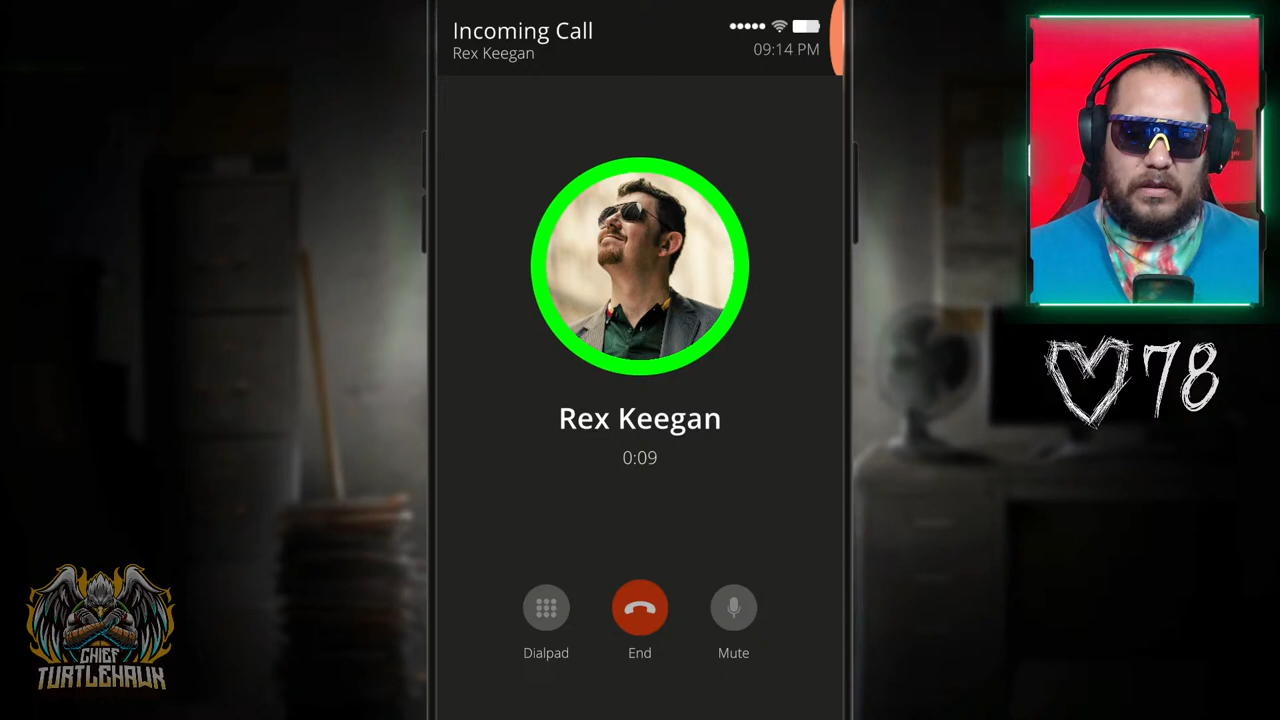 Incoming Call
Rex Keegan
09:14 PM
78
Rex Keegan
0:09
Dialpad
End
Mute
CHIEF
TURTLEHAWK